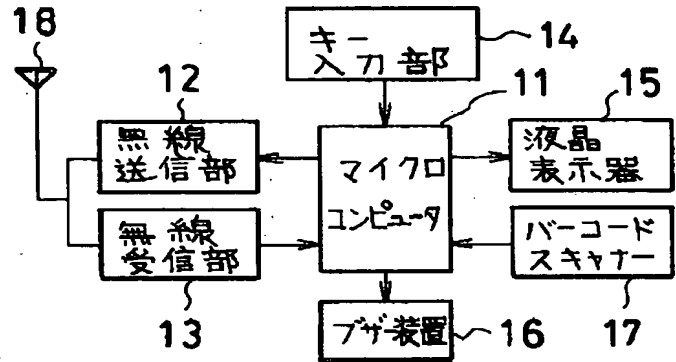 18
キー
入力部
14
12
11
15
無線
送信部
マイクロ
コンピュータ
液晶
表示器
無線
受信部
バーコード
スキャナー
13
ブザー装置
16
17